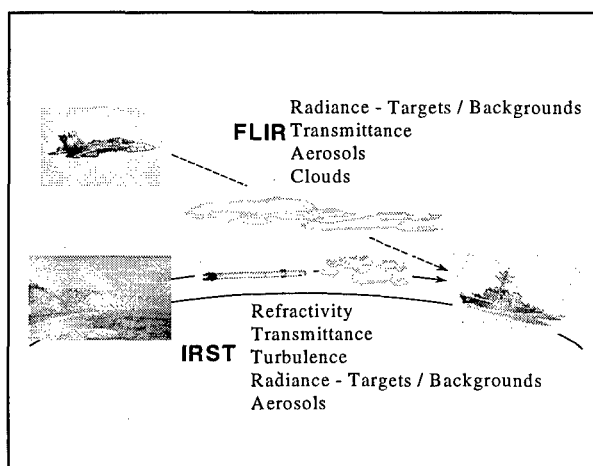 Radiance - Targets / Backgrounds
FLIR Transmittance
Aerosols
Clouds
Refractivity
Transmittance
IRST Turbulence
Radiance - Targets / Backgrounds
Aerosols